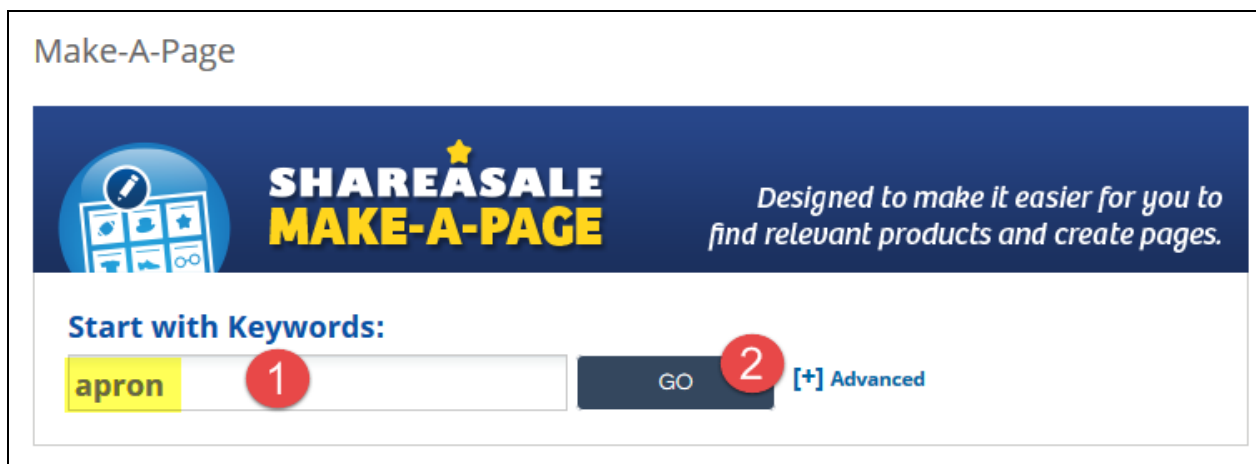 Make-A-Page
SHAREASALE
MAKE-A-PAGE
Designed to make it easier for you to
find relevant products and create pages.
Start with Keywords:
apron 1
GO 2 [+] Advanced